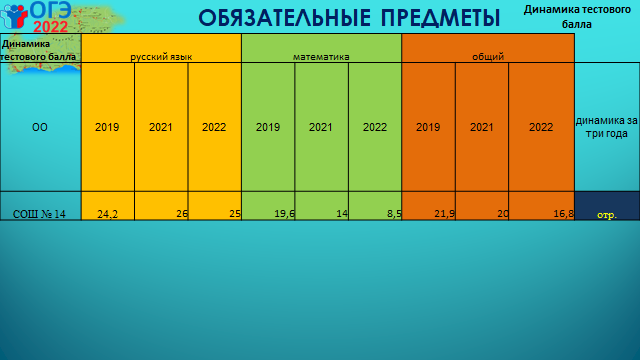 ОГЭ
2022
ОБЯЗАТЕЛЬНЫЕ ПРЕДМЕТЫ
Динамика тестового
балла
Динамика
тестового балла
русский язык
математика
общий
ОО
2019
2021
2022
2019
2021
2022
2019
2021
2022
динамика за
три года
СОШ № 14
24,2
26
25
19,6
14
8,5
21,9
20
16,8
отр.